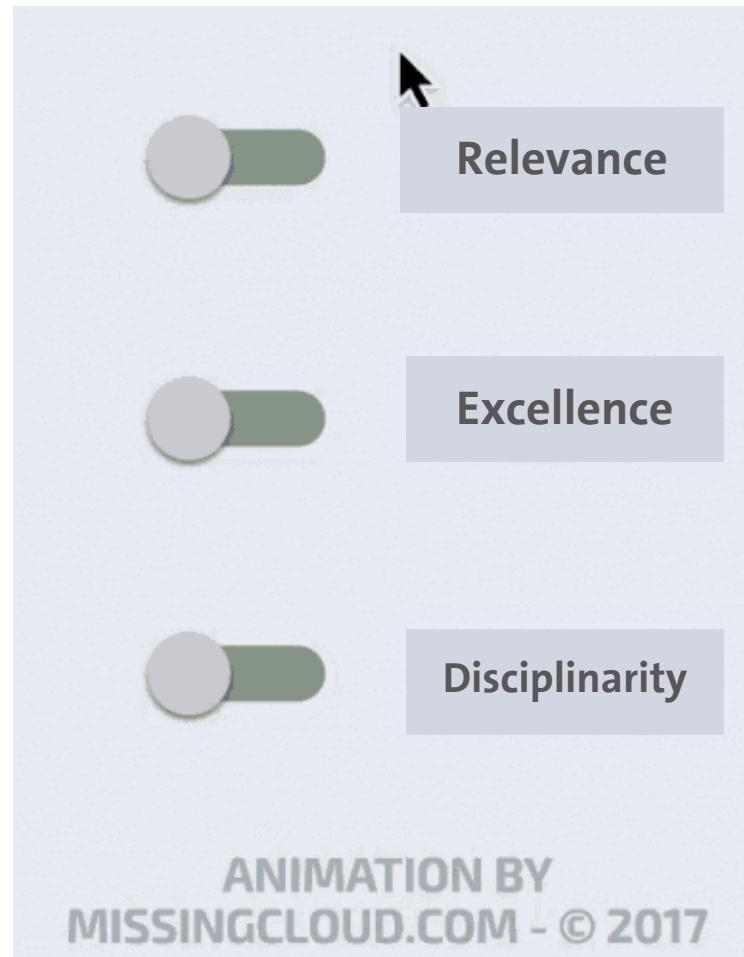 Relevance
Excellence
Disciplinarity
ANIMATION BY
MISSINGCLOUD.COM - © 2017